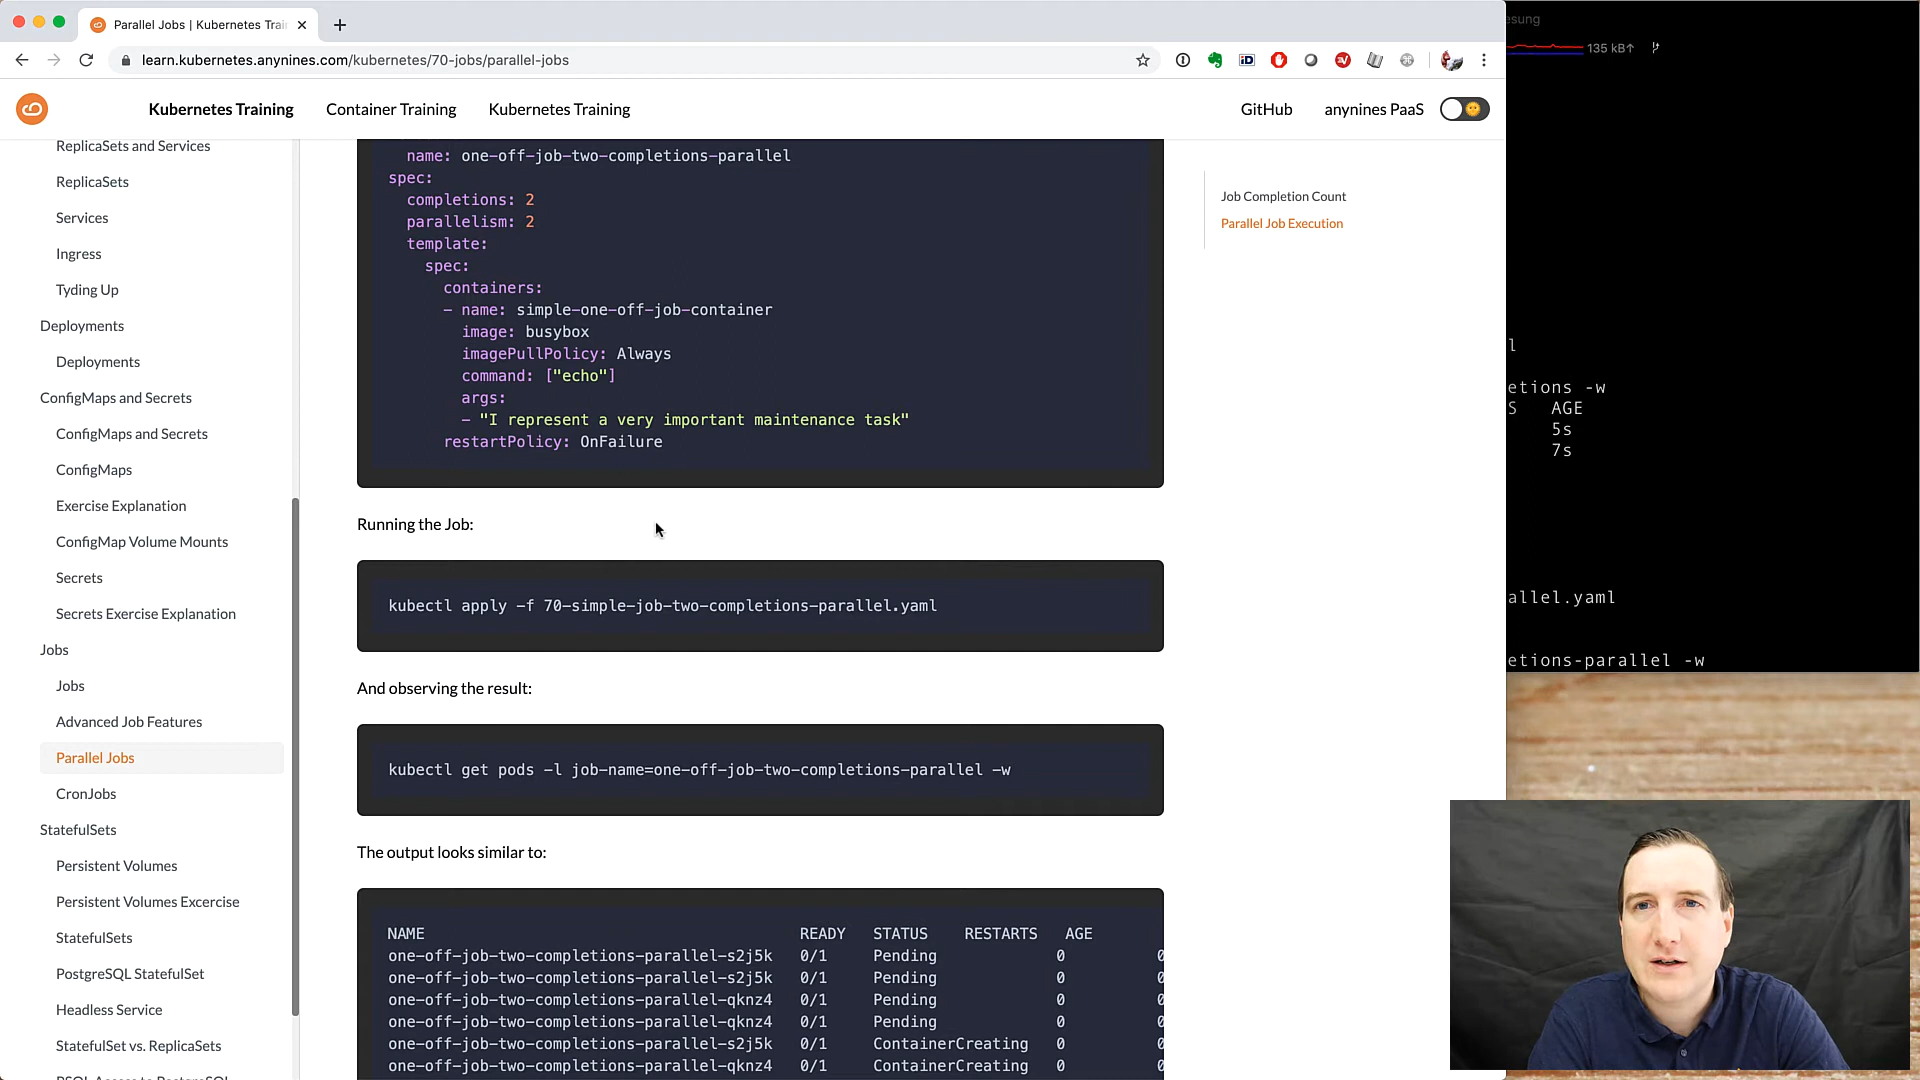 Parallel Jobs | Kubernetes Trai
learn.kubernetes.anynines.com/kubernetes/70-jobs/parallel-jobs
Kubernetes Training
Container Training
Kubernetes Training
GitHub
anynines PaaS
ReplicaSets and Services
ReplicaSets
Services
Ingress
Tyding Up
Deployments
Deployments
ConfigMaps and Secrets
ConfigMaps and Secrets
ConfigMaps
Exercise Explanation
ConfigMap Volume Mounts
Secrets
Secrets Exercise Explanation
Jobs
Jobs
Advanced Job Features
Parallel Jobs
CronJobs
StatefulSets
Persistent Volumes
Persistent Volumes Excercise
StatefulSets
PostgreSQL StatefulSet
Headless Service
StatefulSet vs. ReplicaSets
name: one-off-job-two-completions-parallel
spec:
completions: 2
parallelism: 2
template:
spec:
containers:
- name: simple-one-off-job-container
image: busybox
imagePullPolicy: Always
command: ["echo"]
args:
- "I represent a very important maintenance task"
restartPolicy: OnFailure
Running the Job:
kubectl apply -f 70-simple-job-two-completions-parallel.yaml
And observing the result:
kubectl get pods -l job-name=one-off-job-two-completions-parallel -w
The output looks similar to:
NAME READY STATUS RESTARTS AGE
one-off-job-two-completions-parallel-s2j5k 0/1 Pending 0 0
one-off-job-two-completions-parallel-s2j5k 0/1 Pending 0 0
one-off-job-two-completions-parallel-qknz4 0/1 Pending 0 0
one-off-job-two-completions-parallel-qknz4 0/1 Pending 0 0
one-off-job-two-completions-parallel-s2j5k 0/1 ContainerCreating 0 0
one-off-job-two-completions-parallel-qknz4 0/1 ContainerCreating 0 0
Job Completion Count
Parallel Job Execution
esung
135 kB↑
l
etions -w
S AGE
5s
7s
allel.yaml
etions-parallel -w